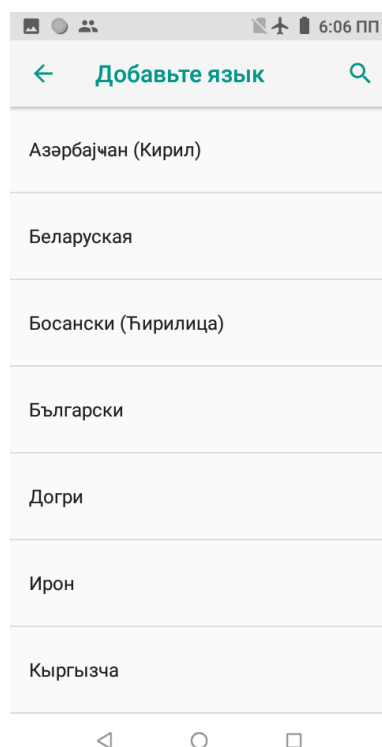 6:06 ПП
Добавьте язык
Азәрбајҹан (Кирил)
Беларуская
Босански (Ћирилица)
Български
Догри
Ирон
Кыргызча